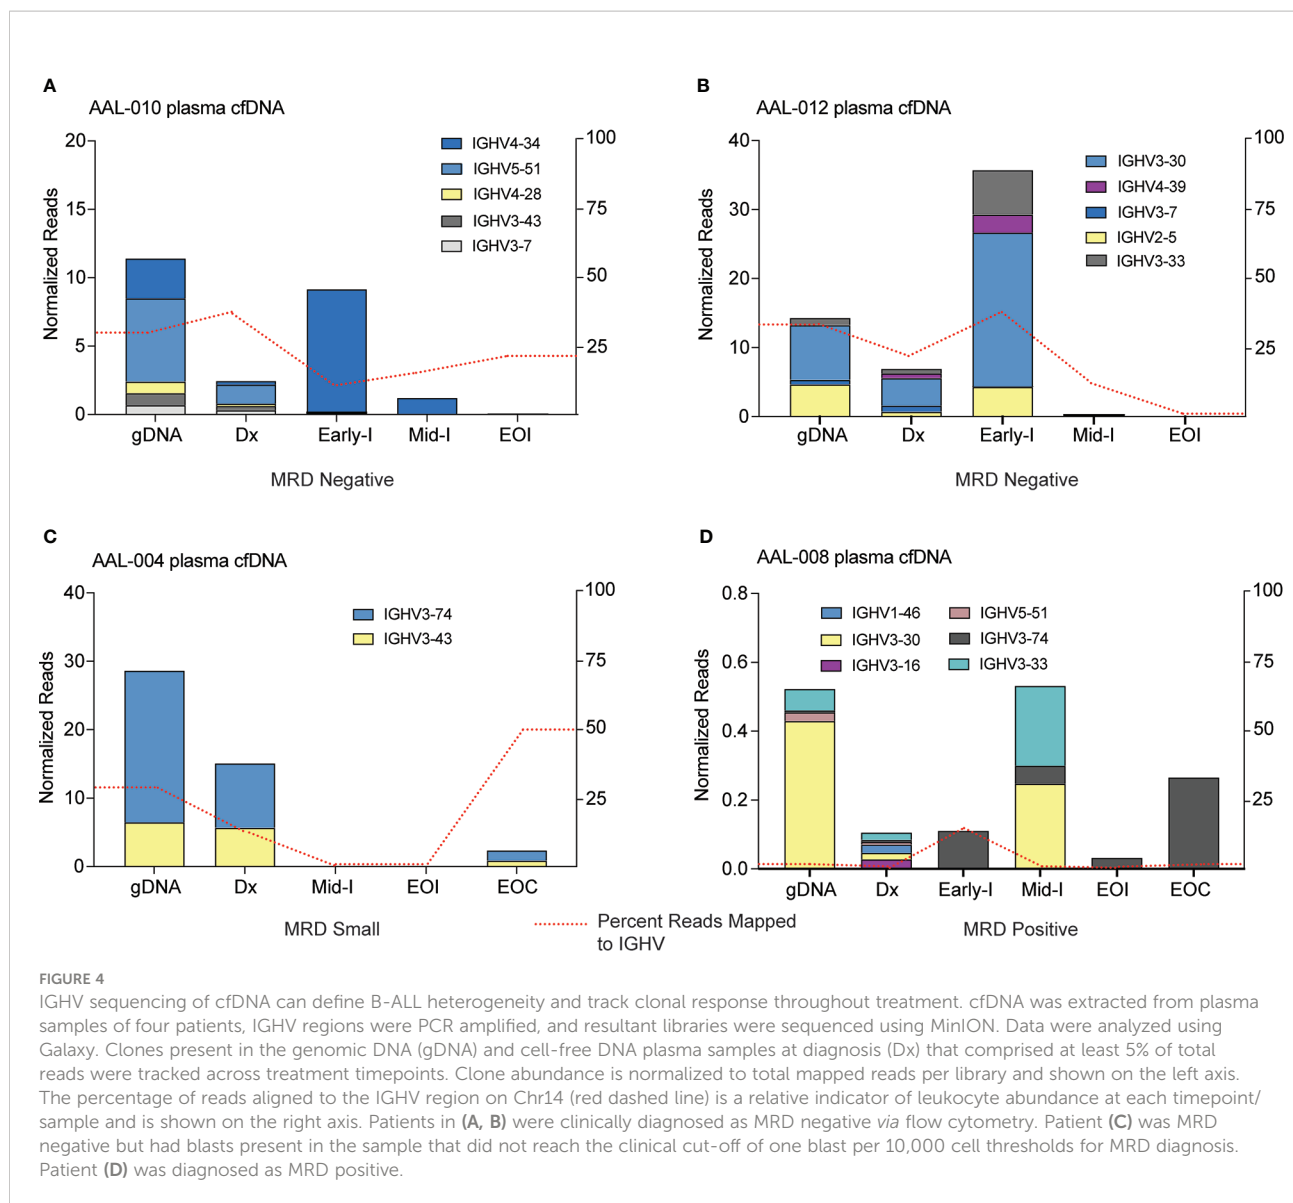 A
AAL-010 plasma cfDNA
Normalized Reads
20
15
10
5
0
100
75
50
25
IGHV4-34
IGHV5-51
IGHV4-28
IGHV3-43
IGHV3-7
gDNA Dx Early-I Mid-I EOI
MRD Negative
B
AAL-012 plasma cfDNA
Normalized Reads
40
30
20
10
0
100
75
50
25
IGHV3-30
IGHV4-39
IGHV3-7
IGHV2-5
IGHV3-33
gDNA Dx Early-I Mid-I EOI
MRD Negative
C
AAL-004 plasma cfDNA
Normalized Reads
40
30
20
10
0
100
75
50
25
IGHV3-74
IGHV3-43
gDNA Dx Mid-I EOI EOC
MRD Small
D
AAL-008 plasma cfDNA
Normalized Reads
0.8
0.6
0.4
0.2
0.0
100
75
50
25
IGHV1-46
IGHV3-30
IGHV3-16
IGHV5-51
IGHV3-74
IGHV3-33
gDNA Dx Early-I Mid-I EOI EOC
MRD Positive
Percent Reads Mapped
to IGHV
FIGURE 4
IGHV sequencing of cfDNA can define B-ALL heterogeneity and track clonal response throughout treatment. cfDNA was extracted from plasma
samples of four patients, IGHV regions were PCR amplified, and resultant libraries were sequenced using MinION. Data were analyzed using
Galaxy. Clones present in the genomic DNA (gDNA) and cell-free DNA plasma samples at diagnosis (Dx) that comprised at least 5% of total
reads were tracked across treatment timepoints. Clone abundance is normalized to total mapped reads per library and shown on the left axis.
The percentage of reads aligned to the IGHV region on Chr14 (red dashed line) is a relative indicator of leukocyte abundance at each timepoint/
sample and is shown on the right axis. Patients in (A, B) were clinically diagnosed as MRD negative via flow cytometry. Patient (C) was MRD
negative but had blasts present in the sample that did not reach the clinical cut-off of one blast per 10,000 cell thresholds for MRD diagnosis.
Patient (D) was diagnosed as MRD positive.